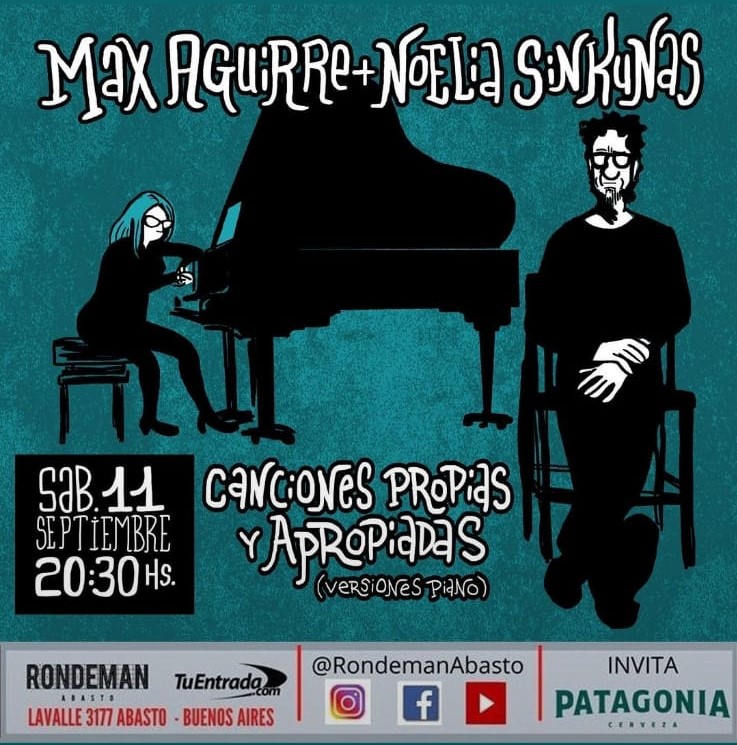 Max Aguirre + Noelia Sinkunas
SAB. 11
SEPTIEMBRE
20:30 HS.
CANCIONES PROPIAS
Y APROPIADAS
(VERSIONES PIANO)
RONDEMAN
ABASTO
TuEntrada.com
LAVALLE 3177 ABASTO - BUENOS AIRES
@RondemanAbasto
INVITA
PATAGONIA
CERVEZA